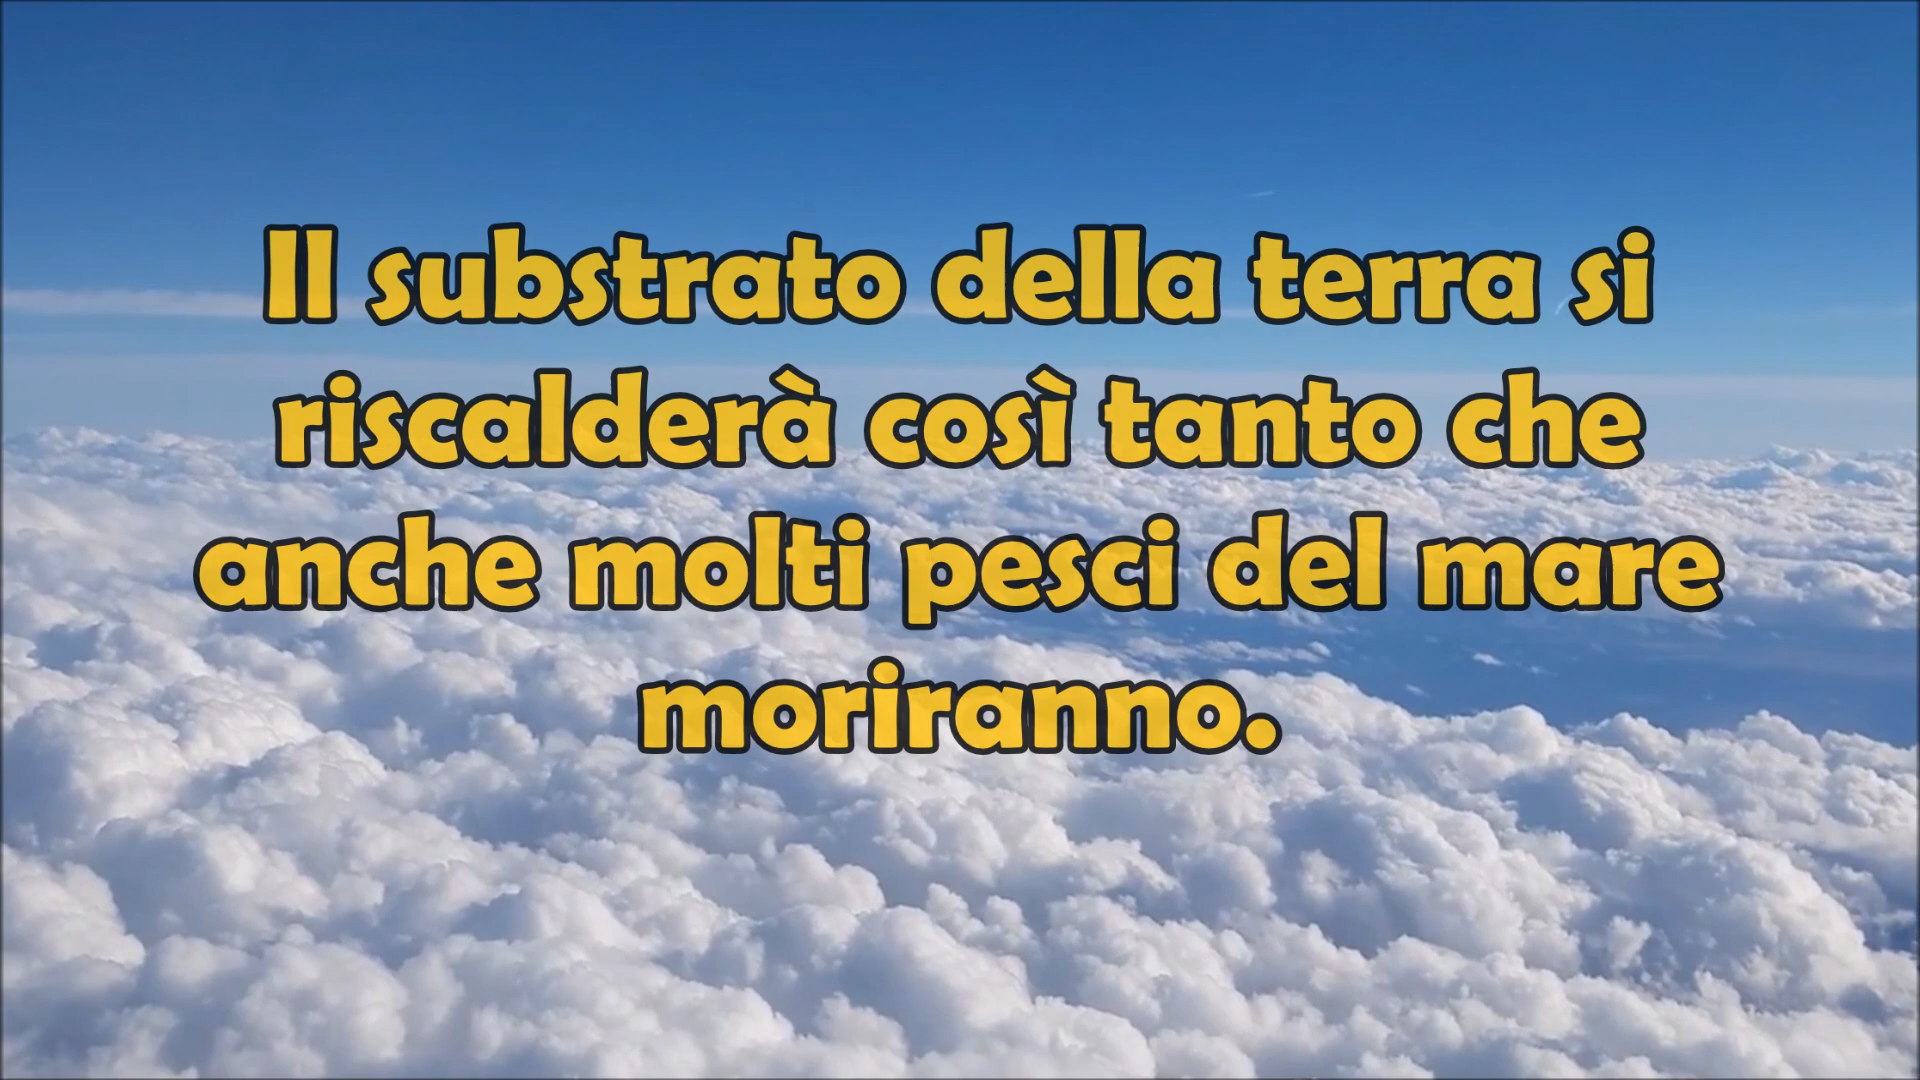 Il substrato della terra si
riscalderà così tanto che
anche molti pesci del mare
moriranno.